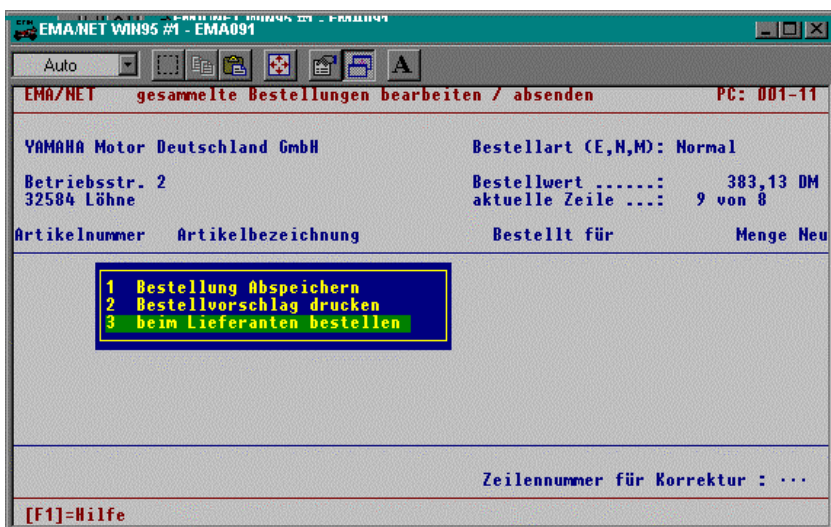 EMA/NET WIN95 #1 - EMA091
Auto
A
EMA/NET gesammelte Bestellungen bearbeiten / absenden PC: 001-11
YAMAHA Motor Deutschland GmbH Bestellart (E,N,M): Normal
Betriebsstr. 2 Bestellwert ......: 383,13 DM
32584 Löhne aktuelle Zeile ...: 9 von 8
Artikelnummer Artikelbezeichnung Bestellt für Menge Neu
1 Bestellung Abspeichern
2 Bestellvorschlag drucken
3 beim Lieferanten bestellen
Zeilennummer für Korrektur : ...
[F1]=Hilfe